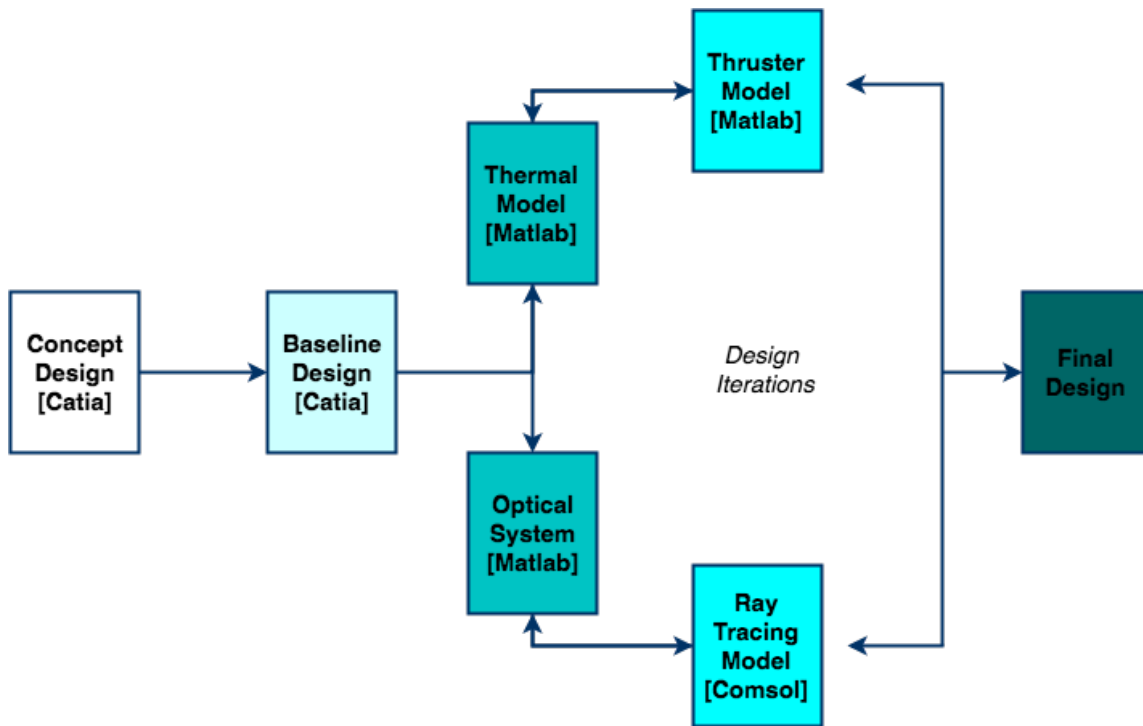 Concept
Design
[Catia]
Baseline
Design
[Catia]
Thermal
Model
[Matlab]
Optical
System
[Matlab]
Thruster
Model
[Matlab]
Design
Iterations
Ray
Tracing
Model
[Comsol]
Final
Design